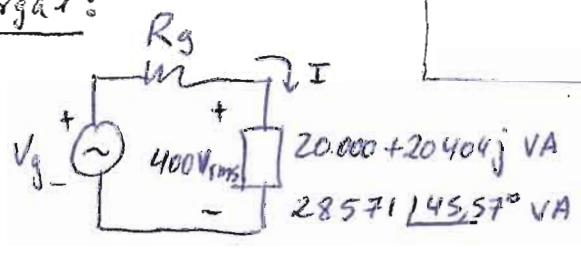 Rg
I
+
+
Vg
-
400Vrms
20.000+20404j VA
28571 45,57° VA
-